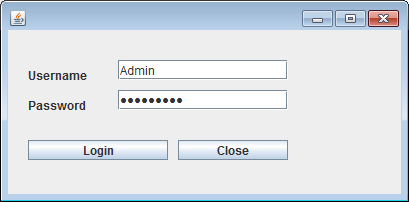 Username Admin
Password •••••••••
Login Close